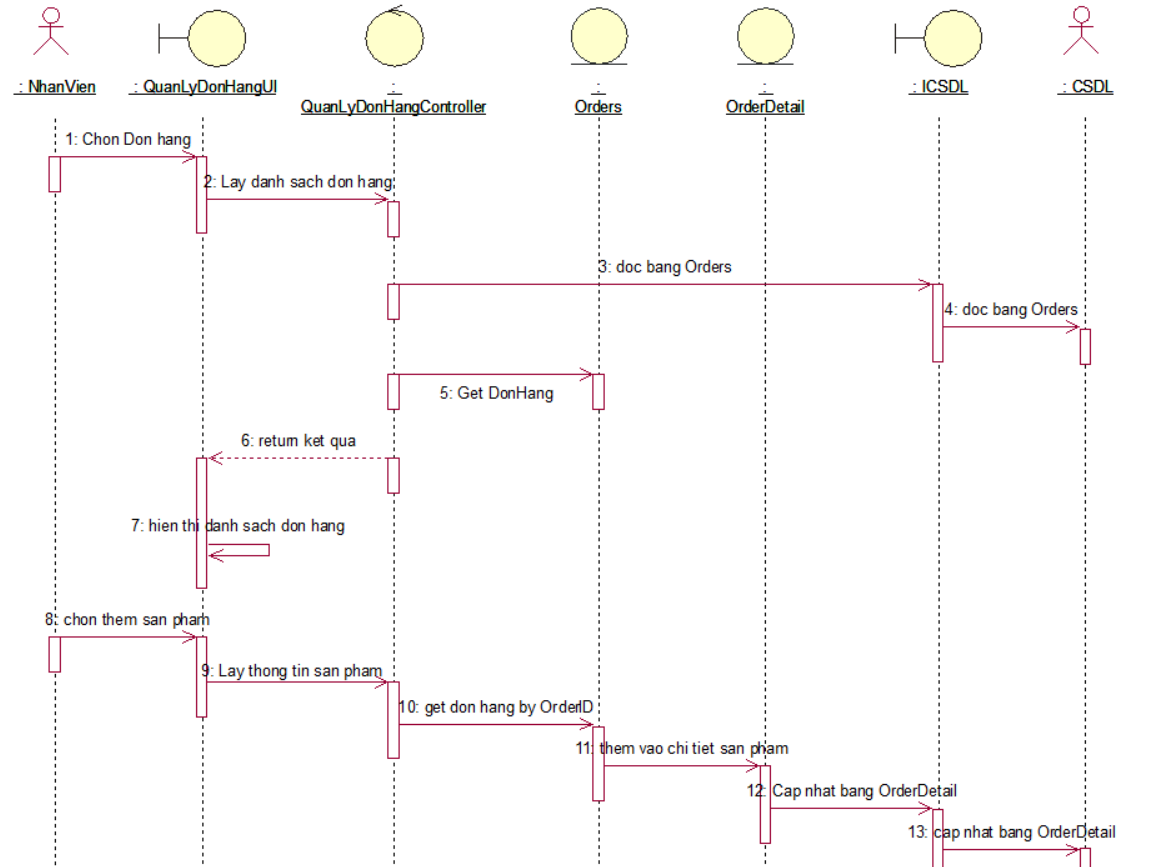 : NhanVien
: QuanLyDonHangUI
:
QuanLyDonHangController
:
Orders
:
OrderDetail
: ICSDL
: CSDL
1: Chon Don hang
2: Lay danh sach don hang
3: doc bang Orders
4: doc bang Orders
5: Get DonHang
6: return ket qua
7: hien thi danh sach don hang
8: chon them san pham
9: Lay thong tin san pham
10: get don hang by OrderID
11: them vao chi tiet san pham
12: Cap nhat bang OrderDetail
13: cap nhat bang OrderDetail